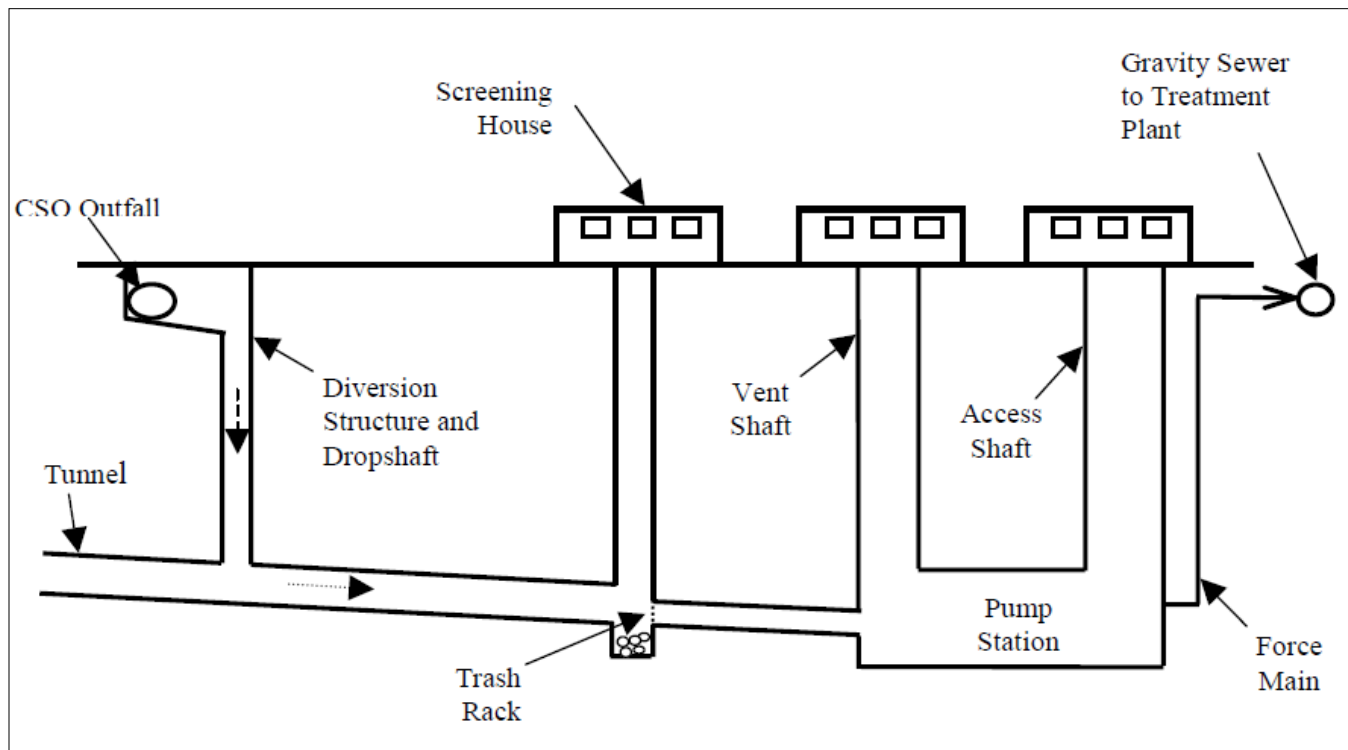 Gravity Sewer
to Treatment
Plant
Screening
House
CSO Outfall
Diversion
Structure and
Dropshaft
Vent
Shaft
Access
Shaft
Tunnel
Pump
Station
Trash
Rack
Force
Main